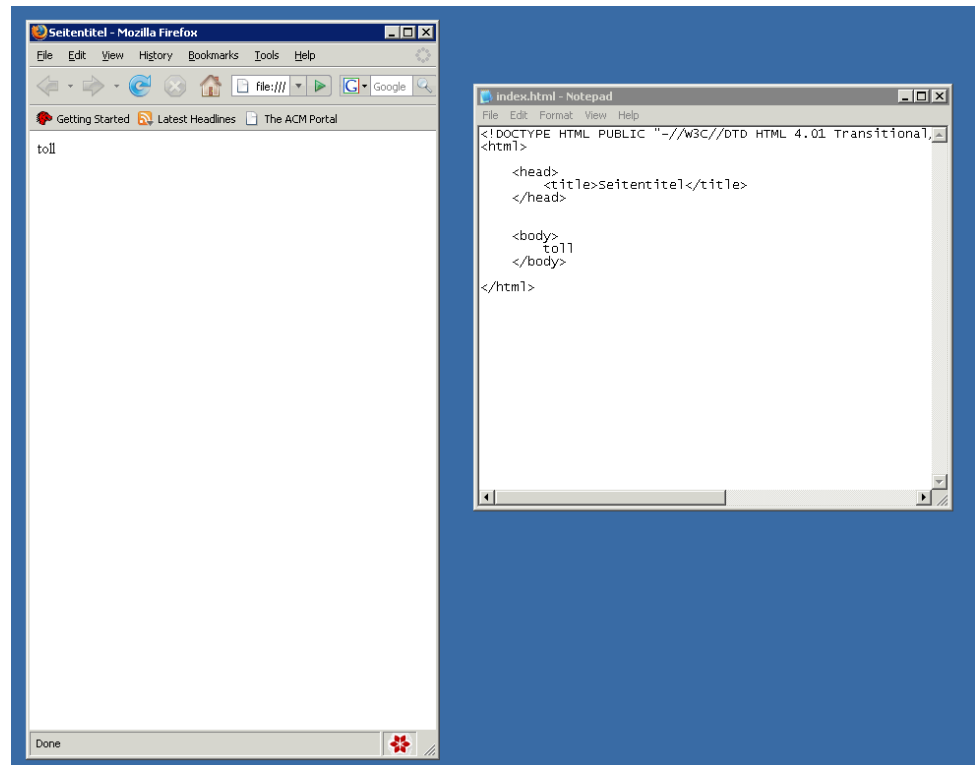 Seitentitel - Mozilla Firefox
File Edit View History Bookmarks Tools Help
file:/// G Google
Getting Started Latest Headlines The ACM Portal
toll
Done
index.html - Notepad
File Edit Format View Help
<!DOCTYPE HTML PUBLIC "-//W3C//DTD HTML 4.01 Transitional/
<html>
<head>
<title>Seitentitel</title>
</head>
<body>
toll
</body>
</html>